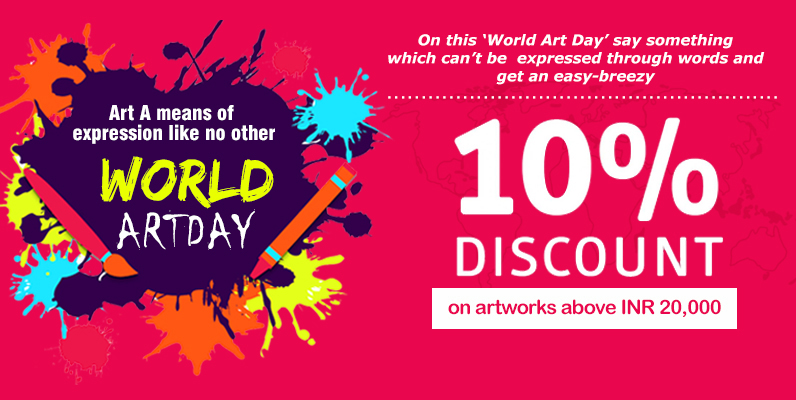 Art A means of
expression like no other
WORLD
ARTDAY
On this ‘World Art Day’ say something
which can’t be expressed through words and
get an easy-breezy
10%
DISCOUNT
on artworks above INR 20,000